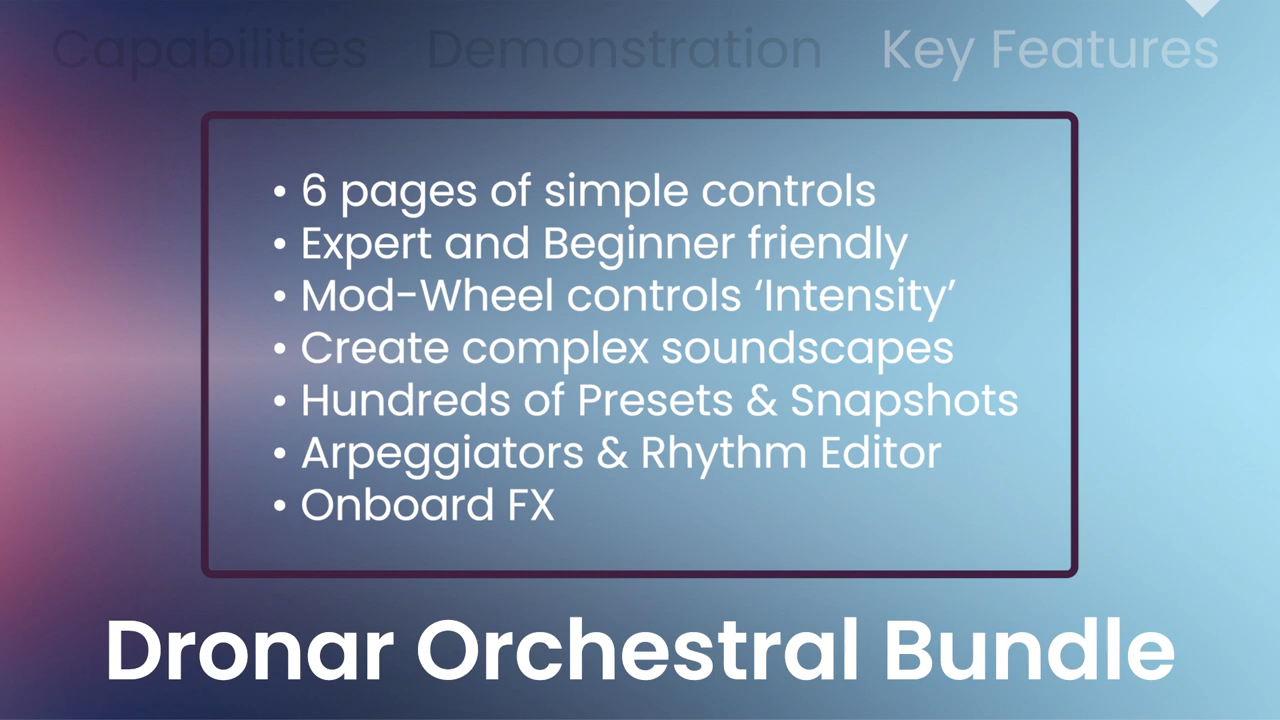 Capabilities Demonstration Key Features
• 6 pages of simple controls
• Expert and Beginner friendly
• Mod-Wheel controls ‘Intensity’
• Create complex soundscapes
• Hundreds of Presets & Snapshots
• Arpeggiators & Rhythm Editor
• Onboard FX
Dronar Orchestral Bundle